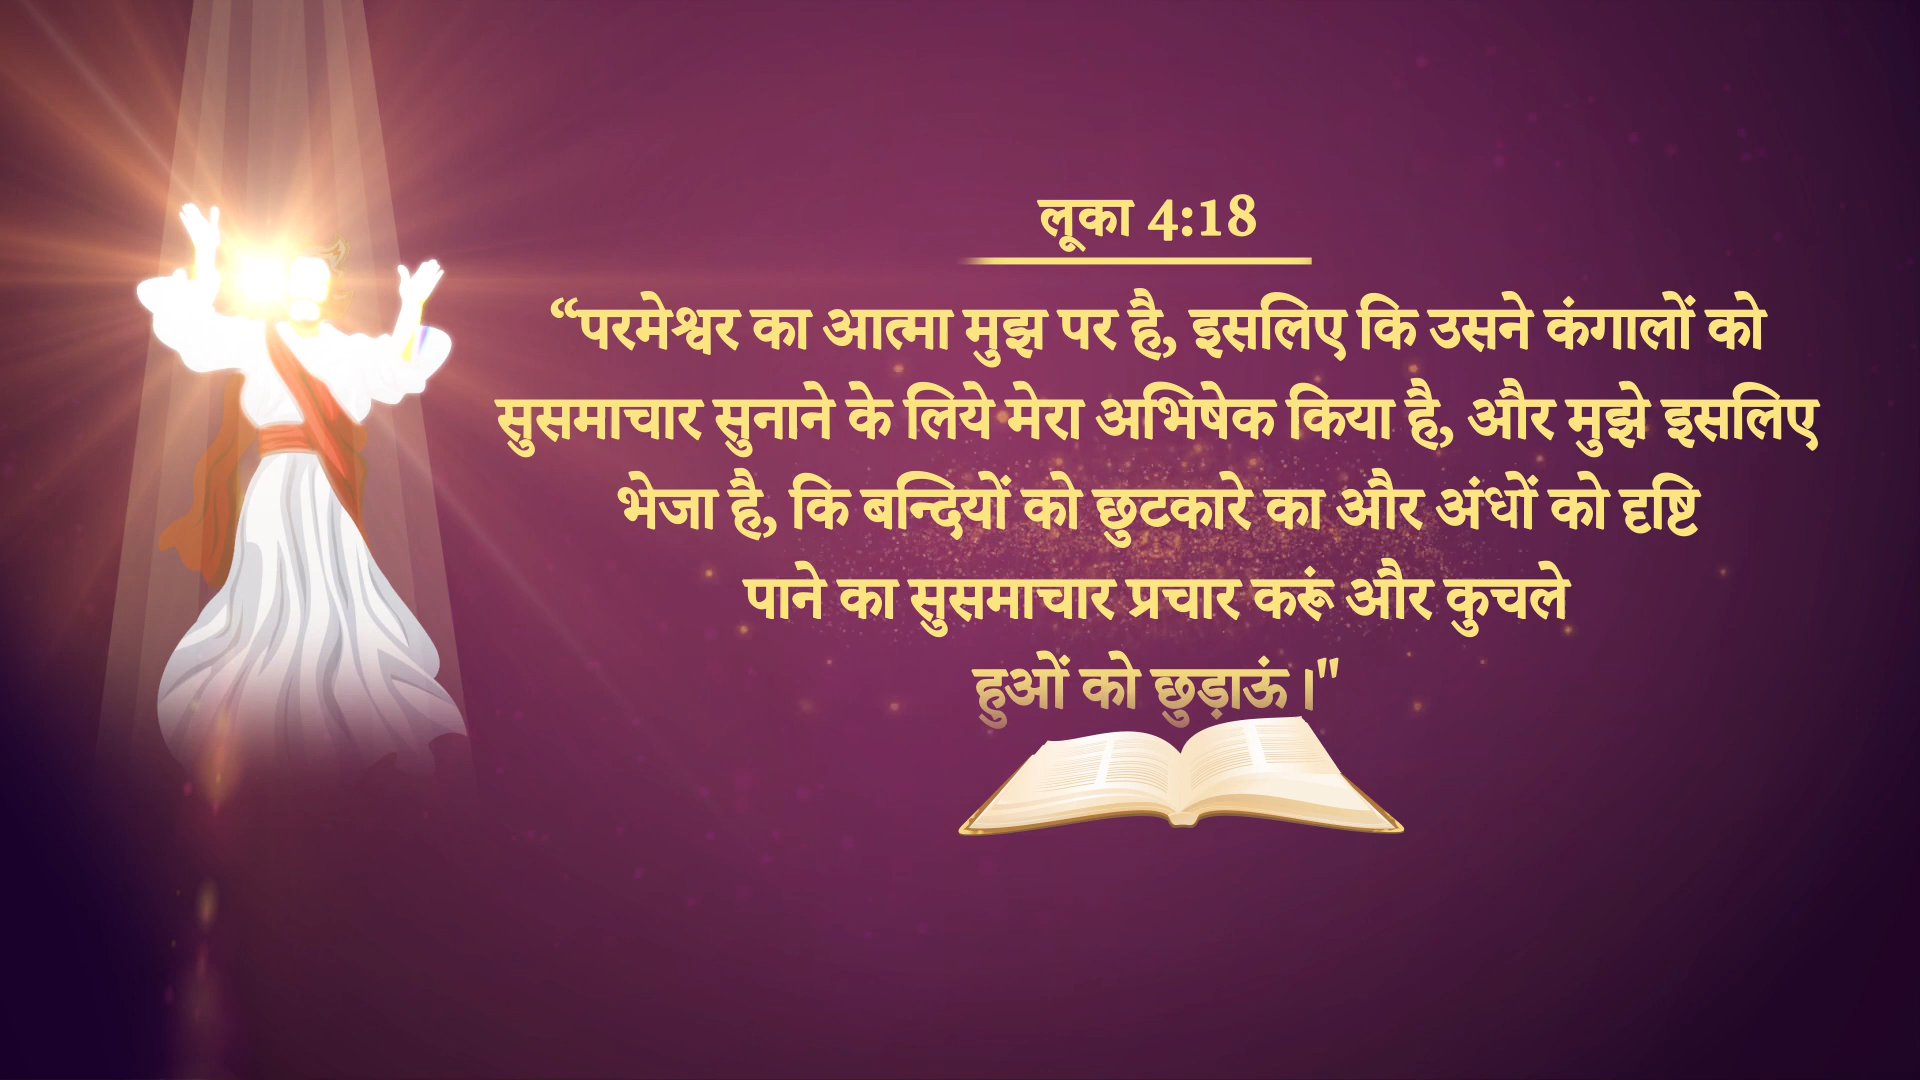 लूका 4:18
“परमेश्वर का आत्मा मुझ पर है, इसलिए कि उसने कंगालों को
सुसमाचार सुनाने के लिये मेरा अभिषेक किया है, और मुझे इसलिए
भेजा है, कि बन्दियों को छुटकारे का और अंधों को दृष्टि
पाने का सुसमाचार प्रचार करूं और कुचले
हुओं को छुड़ाऊं।"